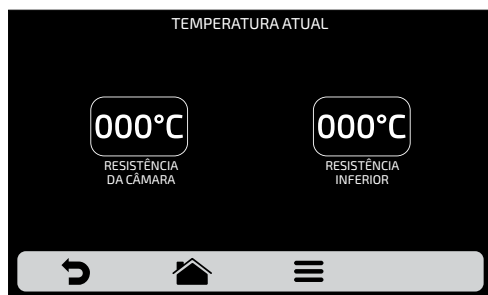 TEMPERATURA ATUAL
000°C 000°C
RESISTÊNCIA RESISTÊNCIA
DA CÂMARA INFERIOR